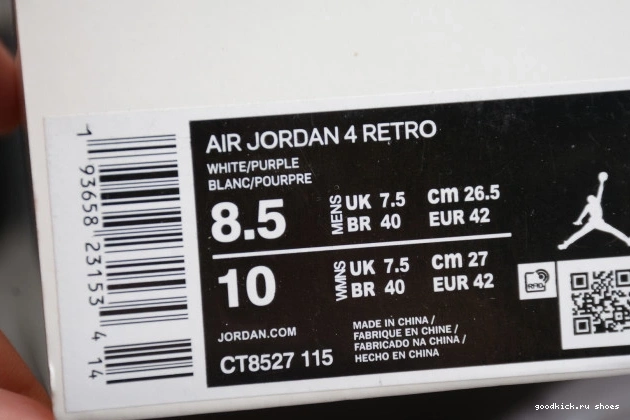 AIR JORDAN 4 RETRO
WHITE/PURPLE
BLANC/POURPRE
8.5 MENS UK 7.5 cm 26.5
BR 40 EUR 42
10 WMNS UK 7.5 cm 27
BR 40 EUR 42
JORDAN.COM
CT8527 115
MADE IN CHINA /
FABRIQUE EN CHINE /
FABRICADO NA CHINA /
HECHO EN CHINA
1 93658 23153 4 14
goodkick.ru shoes